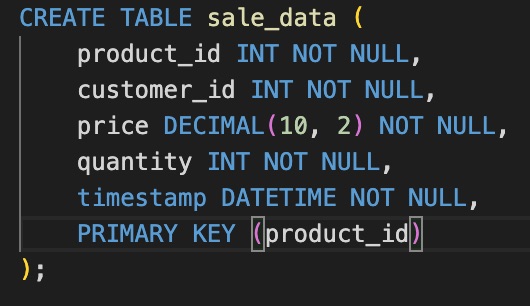 CREATE TABLE sale_data (
    product_id INT NOT NULL,
    customer_id INT NOT NULL,
    price DECIMAL(10, 2) NOT NULL,
    quantity INT NOT NULL,
    timestamp DATETIME NOT NULL,
    PRIMARY KEY (product_id)
);